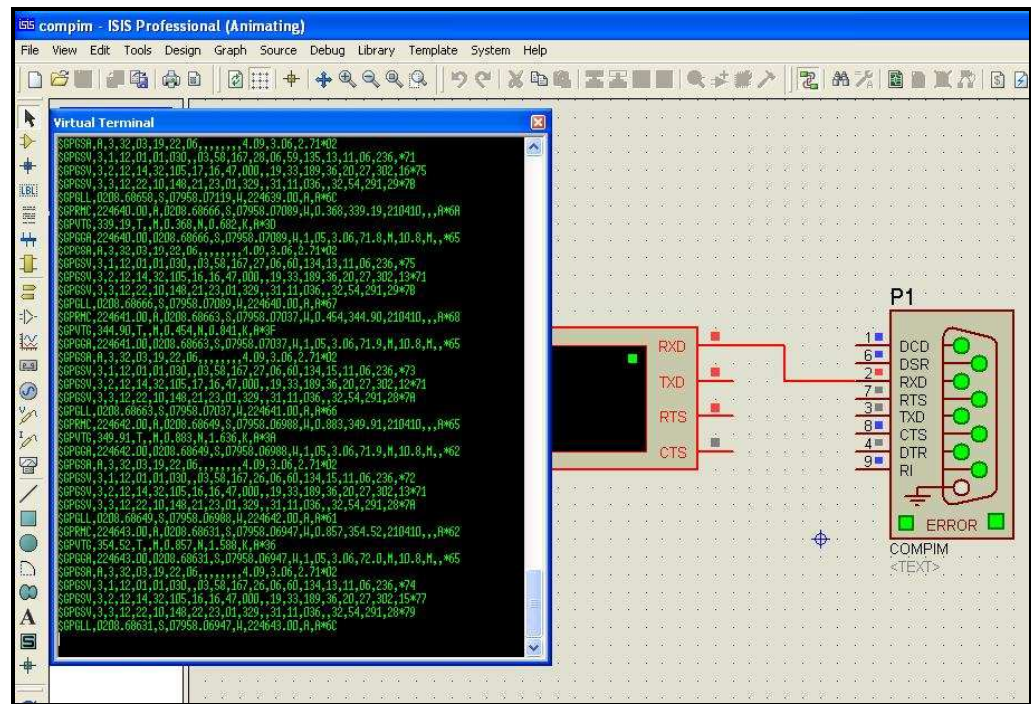 compim - ISIS Professional (Animating)
File View Edit Tools Design Graph Source Debug Library Template System Help
Virtual Terminal
$GPGSA,A,3,32,03,19,22,06,,,,,,,,4.09,3.06,2.71*02
$GPGSV,3,1,12,01,01,030,,03,58,167,28,06,59,135,13,11,06,236,*71
$GPGSV,3,2,12,14,32,105,17,16,47,000,,19,33,189,36,20,27,302,16*75
$GPGSV,3,3,12,22,10,148,21,23,01,329,,31,11,036,,32,54,291,29*7B
$GPGLL,0208.68658,S,07958.07119,W,224639.00,A,A*6C
$GPRMC,224640.00,A,0208.68666,S,07958.07089,W,0.368,339.19,210410,,,A*6A
$GPVTG,339.19,T,,M,0.368,N,0.682,K,A*3D
$GPGGA,224640.00,0208.68666,S,07958.07089,W,1,05,3.06,71.8,M,10.8,M,,*65
$GPGSA,A,3,32,03,19,22,06,,,,,,,,4.09,3.06,2.71*02
$GPGSV,3,1,12,01,01,030,,03,58,167,27,06,60,134,13,11,06,236,*75
$GPGSV,3,2,12,14,32,105,16,16,47,000,,19,33,189,36,20,27,302,13*71
$GPGSV,3,3,12,22,10,148,21,23,01,329,,31,11,036,,32,54,291,29*7B
$GPGLL,0208.68666,S,07958.07089,W,224640.00,A,A*67
$GPRMC,224641.00,A,0208.68663,S,07958.07037,W,0.454,344.90,210410,,,A*68
$GPVTG,344.90,T,,M,0.454,N,0.841,K,A*3F
$GPGGA,224641.00,0208.68663,S,07958.07037,W,1,05,3.06,71.9,M,10.8,M,,*65
$GPGSA,A,3,32,03,19,22,06,,,,,,,,4.09,3.06,2.71*02
$GPGSV,3,1,12,01,01,030,,03,58,167,27,06,60,134,15,11,06,236,*73
$GPGSV,3,2,12,14,32,105,17,16,47,000,,19,33,189,36,20,27,302,12*71
$GPGSV,3,3,12,22,10,148,21,23,01,329,,31,11,036,,32,54,291,28*7A
$GPGLL,0208.68663,S,07958.07037,W,224641.00,A,A*66
$GPRMC,224642.00,A,0208.68649,S,07958.06988,W,0.883,349.91,210410,,,A*65
$GPVTG,349.91,T,,M,0.883,N,1.636,K,A*3A
$GPGGA,224642.00,0208.68649,S,07958.06988,W,1,05,3.06,71.9,M,10.8,M,,*62
$GPGSA,A,3,32,03,19,22,06,,,,,,,,4.09,3.06,2.71*02
$GPGSV,3,1,12,01,01,030,,03,58,167,26,06,60,134,15,11,06,236,*72
$GPGSV,3,2,12,14,32,105,16,16,47,000,,19,33,189,36,20,27,302,13*71
$GPGSV,3,3,12,22,10,148,21,23,01,329,,31,11,036,,32,54,291,28*7A
$GPGLL,0208.68649,S,07958.06988,W,224642.00,A,A*61
$GPRMC,224643.00,A,0208.68631,S,07958.06947,W,0.857,354.52,210410,,,A*62
$GPVTG,354.52,T,,M,0.857,N,1.588,K,A*36
$GPGGA,224643.00,0208.68631,S,07958.06947,W,1,05,3.06,72.0,M,10.8,M,,*65
$GPGSA,A,3,32,03,19,22,06,,,,,,,,4.09,3.06,2.71*02
$GPGSV,3,1,12,01,01,030,,03,58,167,26,06,60,134,13,11,06,236,*74
$GPGSV,3,2,12,14,32,105,16,16,47,000,,19,33,189,36,20,27,302,15*77
$GPGSV,3,3,12,22,10,148,22,23,01,329,,31,11,036,,32,54,291,28*79
$GPGLL,0208.68631,S,07958.06947,W,224643.00,A,A*6C
RXD
TXD
RTS
CTS
P1
1 DCD
6 DSR
2 RXD
7 RTS
3 TXD
8 CTS
4 DTR
9 RI
ERROR
COMPIM
<TEXT>
LBL
A
S